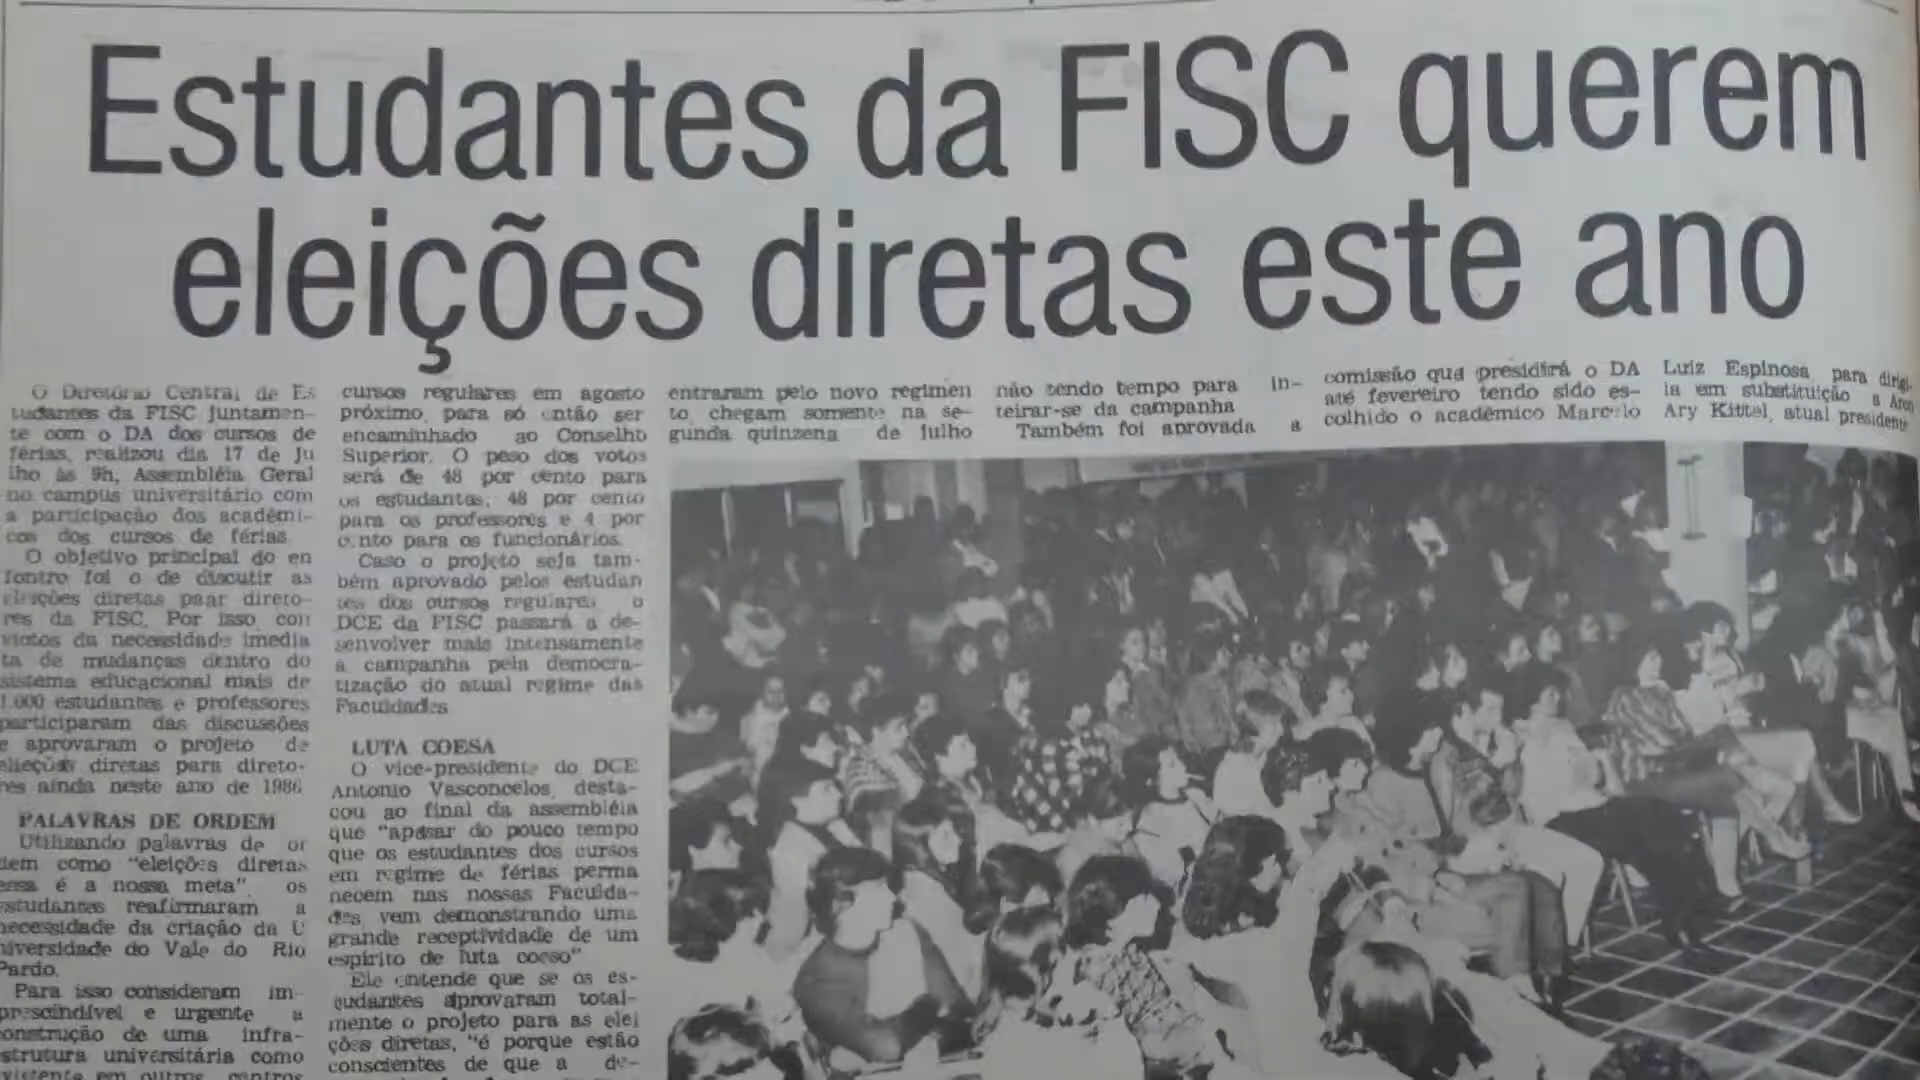 Estudantes da FISC querem
eleições diretas este ano
O Diretório Central de Es
tudantes da FISC juntamen-
te com o DA dos cursos de
férias, realizou dia 17 de Ju
lho às 9h, Assembléia Geral
no campus universitário com
a participação dos acadêmi-
cos dos cursos de férias.
O objetivo principal do en
fontro foi o de discutir as
eleições diretas paar direto-
res da FISC. Por isso con
victos da necessidade imedia
ta de mudanças dentro do
sistema educacional mais de
1.000 estudantes e professores
participaram das discussões
e aprovaram o projeto de
elieções diretas para direto-
res ainda neste ano de 1986
PALAVRAS DE ORDEM
Utilizando palavras de or
dem como "eleições diretas
essa é a nossa meta", os
estudantes reafirmaram a
necessidade da criação da U
niversidade do Vale do Rio
Pardo.
Para isso consideram im-
prescindível e urgente a
construção de uma infra-
strutura universitária como
existente em outros centros
cursos regulares em agosto
próximo, para só então ser
encaminhado ao Conselho
Superior. O peso dos votos
será de 48 por cento para
os estudantes; 48 por cento
para os professores e 4 por
cento para os funcionários.
Caso o projeto seja tam-
bém aprovado pelos estudan
tes dos cursos regulares o
DCE da FISC passará a de-
senvolver mais intensamente
a campanha pela democra-
tização do atual regime das
Faculdades
LUTA COESA
O vice-presidente do DCE
Antonio Vasconcelos, desta-
cou ao final da assembléia
que "apesar do pouco tempo
que os estudantes dos cursos
em regime de férias perma
necem nas nossas Faculda-
des, vem demonstrando uma
grande receptividade de um
espírito de luta coeso"
Ele entende que se os es-
tudantes aprovaram total-
mente o projeto para as elei
ções diretas, "é porque estão
conscientes de que a de-
entraram pelo novo regimen
to chegam somente na se-
gunda quinzena de julho
não tendo tempo para in-
teirar-se da campanha
Também foi aprovada a
comissão que presidirá o DA
até fevereiro tendo sido es-
colhido o acadêmico Marcelo
Luiz Espinosa para dirigi-
la em substituição a Aron
Ary Kittel, atual presidente